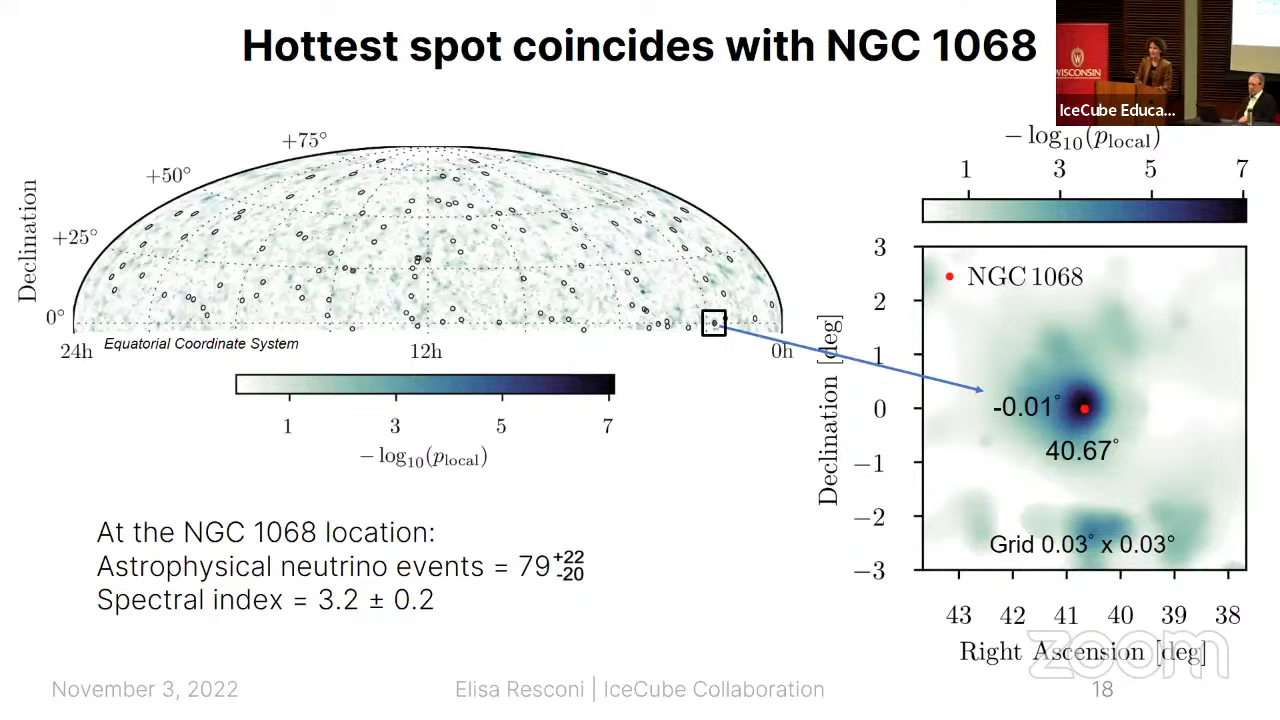 Hottest spot coincides with NGC 1068
WISCONSIN
IceCube Educa...
Declination
+75°
+50°
+25°
0°
24h
12h
0h
Equatorial Coordinate System
1 3 5 7
− log10(plocal)
At the NGC 1068 location:
Astrophysical neutrino events = 79 +22 -20
Spectral index = 3.2 ± 0.2
− log10(plocal)
1 3 5 7
NGC 1068
Declination [deg]
3
2
1
0
−1
−2
−3
-0.01°
40.67°
Grid 0.03° x 0.03°
43 42 41 40 39 38
Right Ascension [deg]
zoom
November 3, 2022
Elisa Resconi | IceCube Collaboration
18